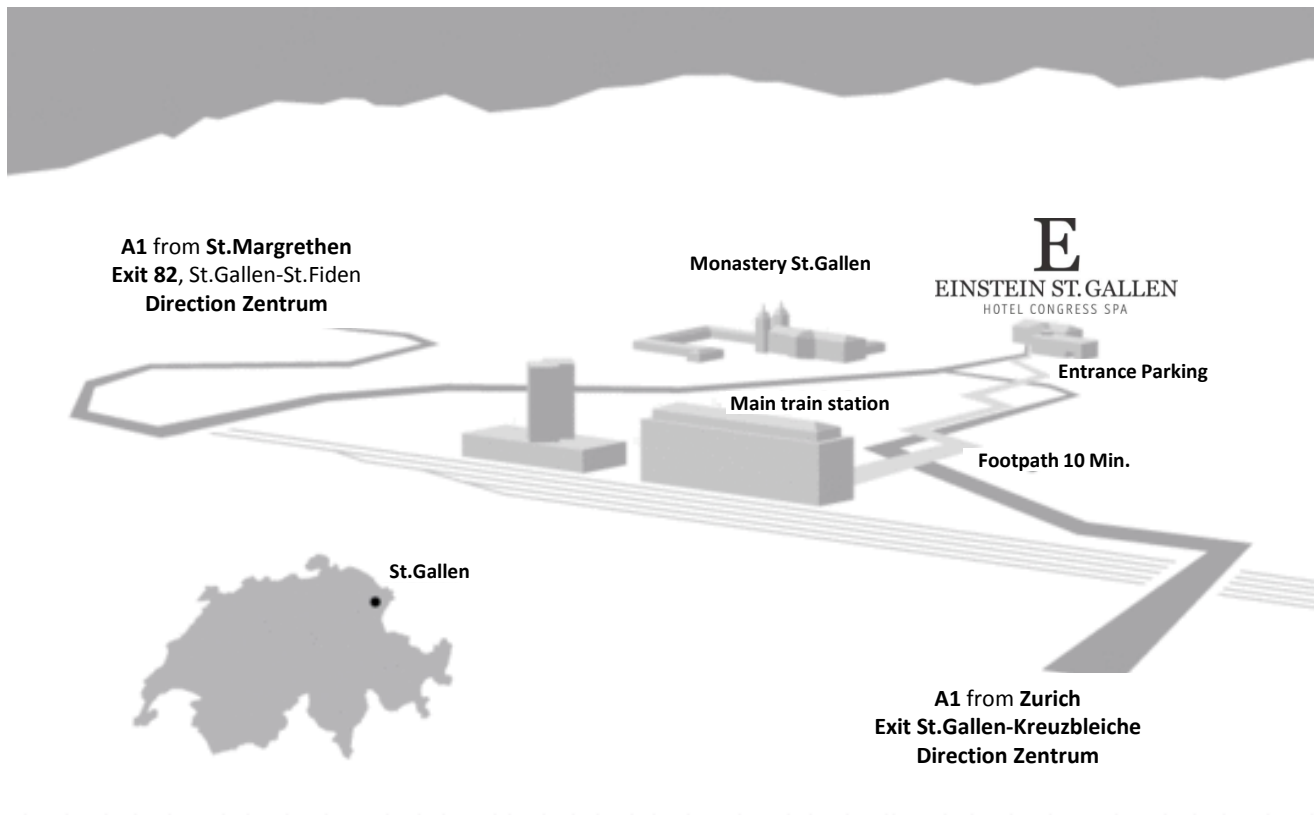 A1 from St.Margrethen
Exit 82, St.Gallen-St.Fiden
Direction Zentrum
Monastery St.Gallen
E
EINSTEIN ST. GALLEN
HOTEL CONGRESS SPA
Entrance Parking
Main train station
Footpath 10 Min.
St.Gallen
A1 from Zurich
Exit St.Gallen-Kreuzbleiche
Direction Zentrum